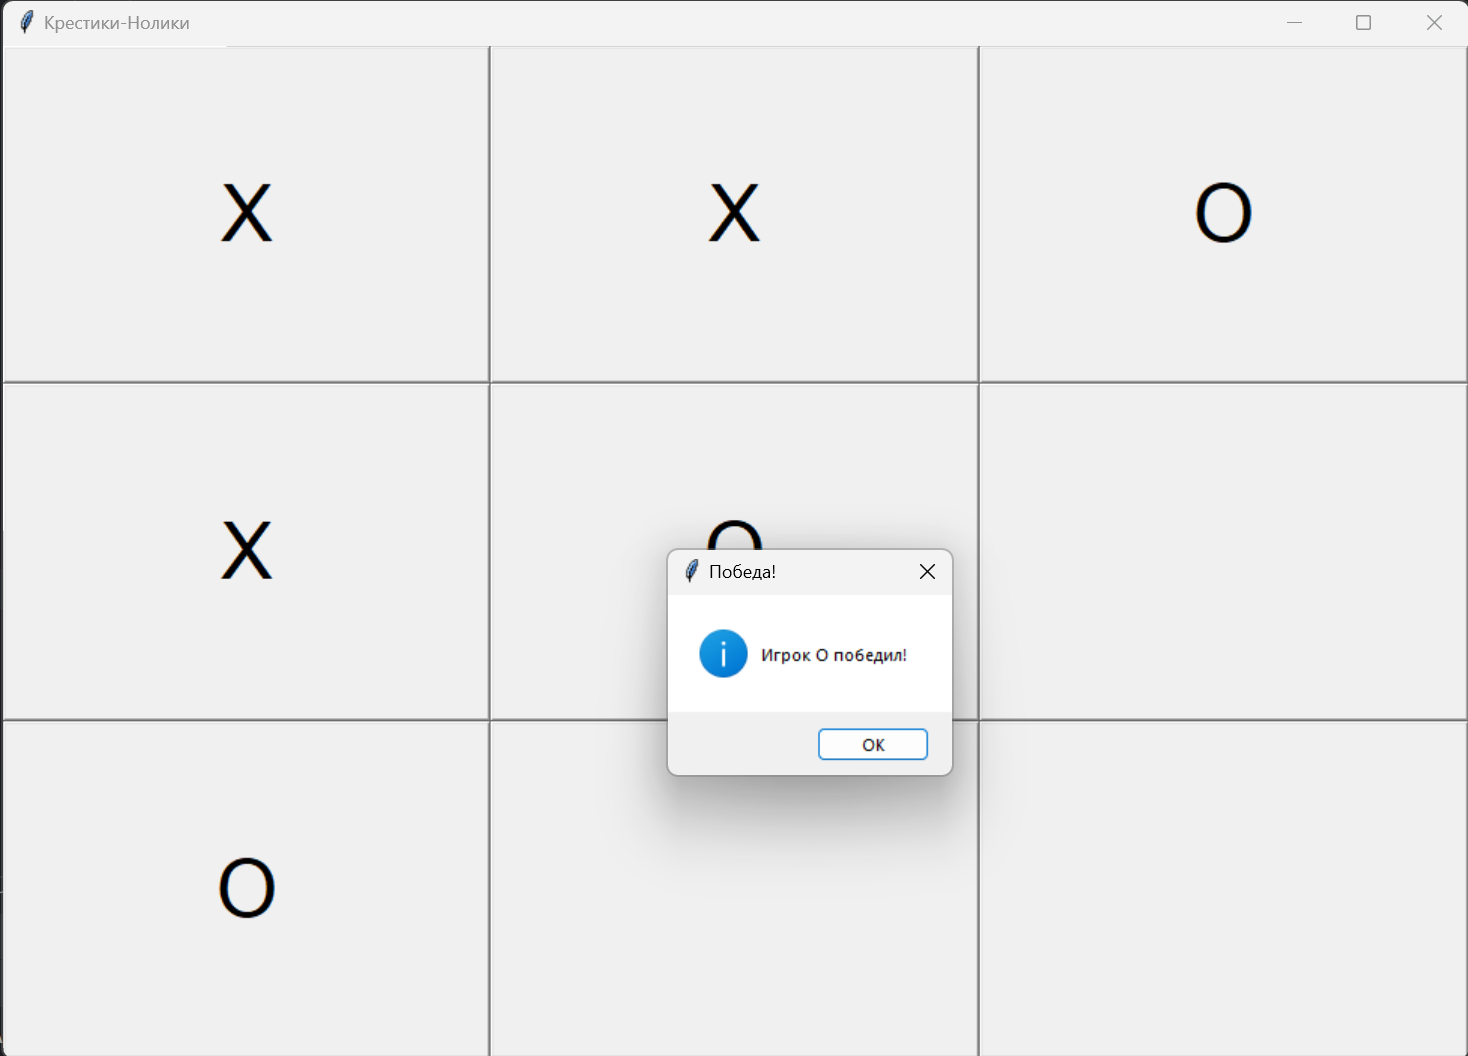 Крестики-Нолики
X X O
X O
Победа!
Игрок O победил!
OK
O